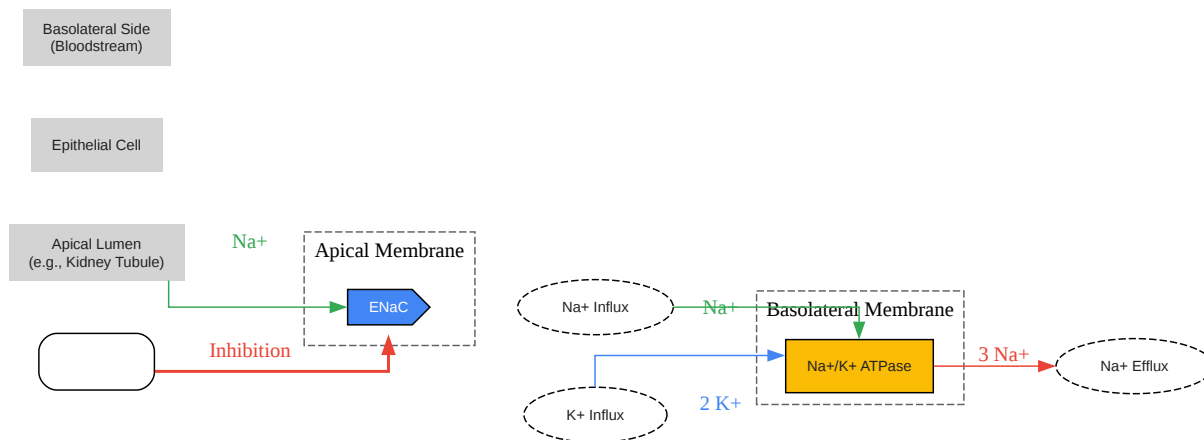 Basolateral Side
(Bloodstream)
Epithelial Cell
Apical Lumen
(e.g., Kidney Tubule)
Na+
Apical Membrane
ENaC
Inhibition
Na+ Influx
Na+
Basolateral Membrane
Na+/K+ ATPase
3 Na+
Na+ Efflux
K+ Influx
2 K+